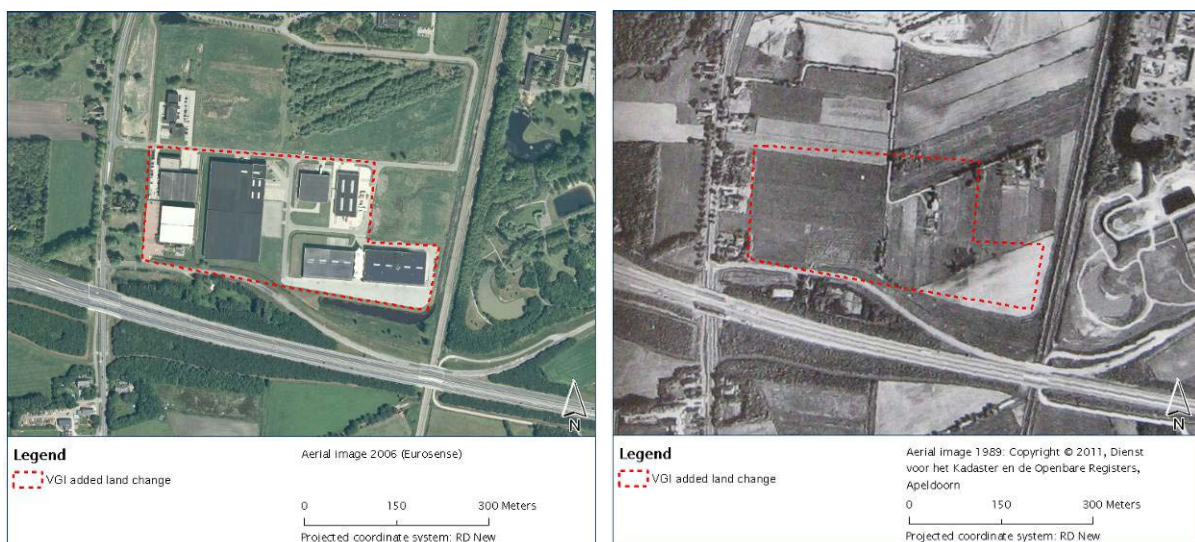 N
Legend
VGI added land change
Aerial image 2006 (Eurosense)
0 150 300 Meters
Projected coordinate system: RD New
N
Legend
VGI added land change
Aerial image 1989: Copyright © 2011, Dienst
voor het Kadaster en de Openbare Registers,
Apeldoorn
0 150 300 Meters
Projected coordinate system: RD New